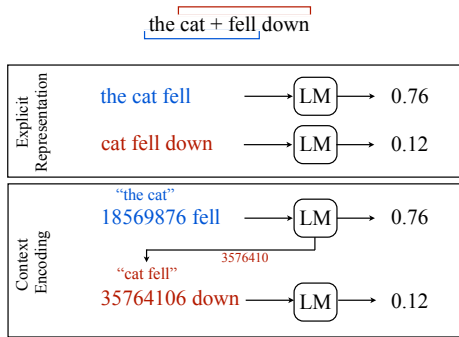 the cat + fell down
Explicit
Representation
the cat fell
LM
0.76
cat fell down
LM
0.12
Context
Encoding
“the cat”
18569876 fell
LM
0.76
3576410
“cat fell”
35764106 down
LM
0.12